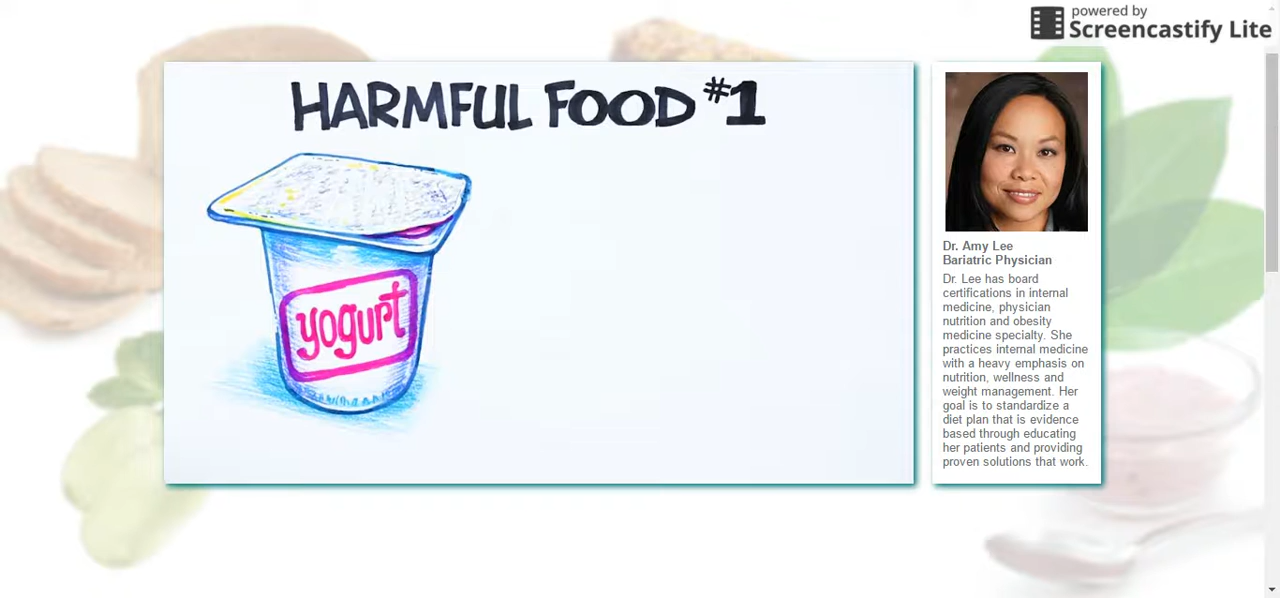 powered by
Screencastify Lite
HARMFUL FOOD #1
yogurt
Dr. Amy Lee
Bariatric Physician
Dr. Lee has board
certifications in internal
medicine, physician
nutrition and obesity
medicine specialty. She
practices internal medicine
with a heavy emphasis on
nutrition, wellness and
weight management. Her
goal is to standardize a
diet plan that is evidence
based through educating
her patients and providing
proven solutions that work.